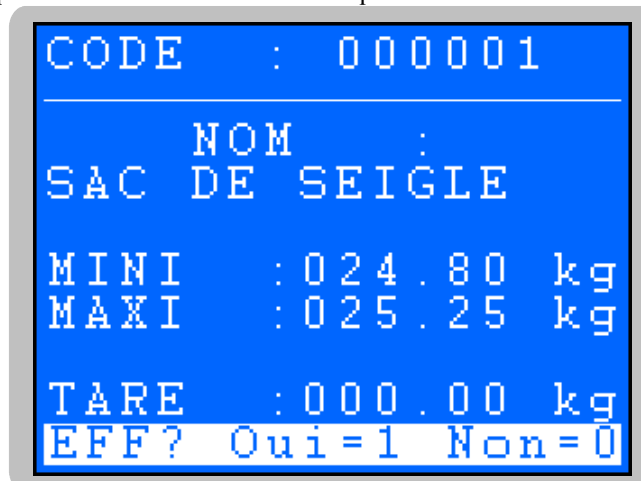 CODE : 000001
NOM :
SAC DE SEIGLE
MINI :024.80 kg
MAXI :025.25 kg
TARE :000.00 kg
EFF? Oui=1 Non=0